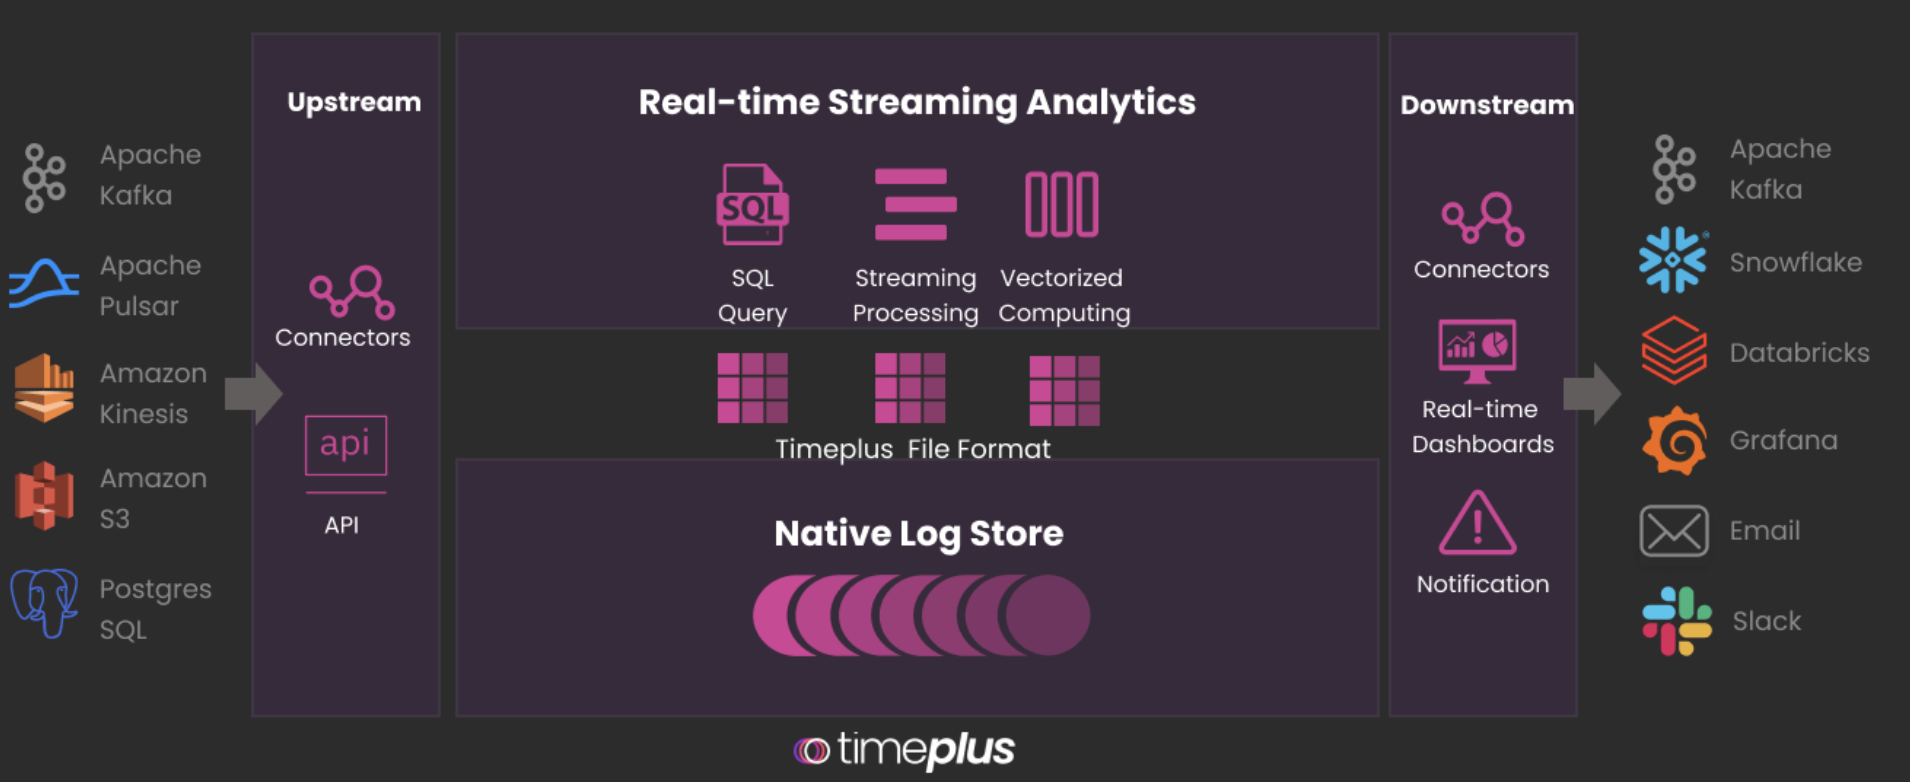 Apache
Kafka
Apache
Pulsar
Amazon
Kinesis
Amazon
S3
Postgres
SQL
Upstream
Connectors
api
API
Real-time Streaming Analytics
SQL
SQL
Query
Streaming
Processing
Vectorized
Computing
Timeplus File Format
Native Log Store
Downstream
Connectors
Real-time
Dashboards
Notification
Apache
Kafka
Snowflake
Databricks
Grafana
Email
Slack
timeplus